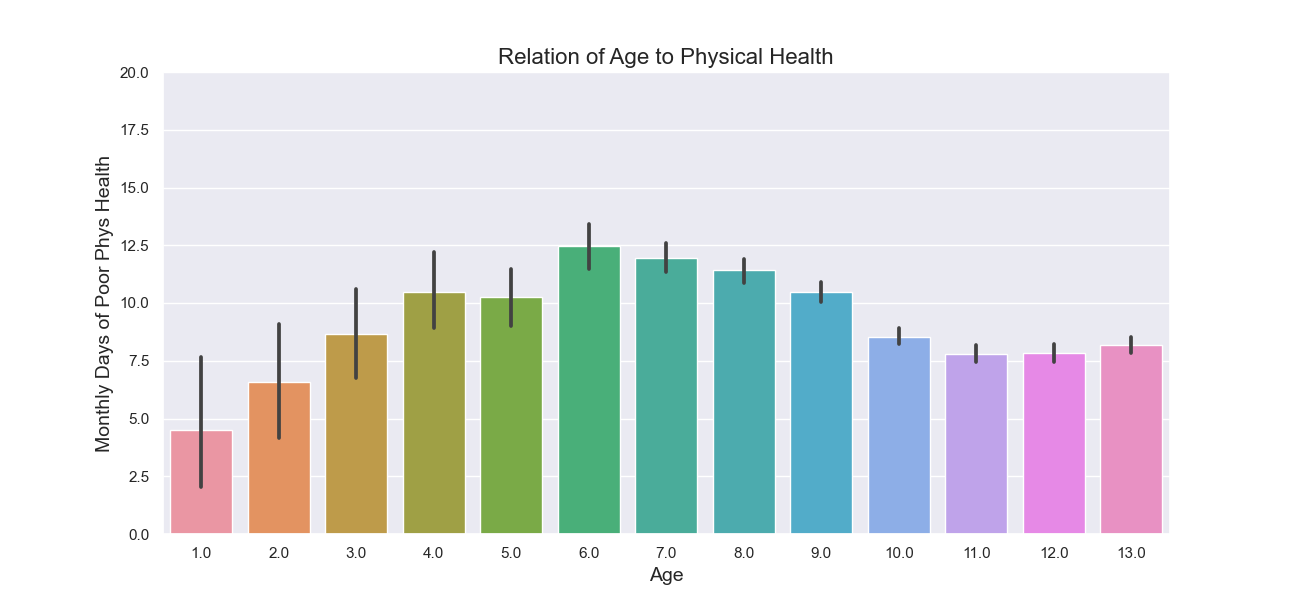 Relation of Age to Physical Health
Monthly Days of Poor Phys Health
20.0
17.5
15.0
12.5
10.0
7.5
5.0
2.5
0.0
1.0 2.0 3.0 4.0 5.0 6.0 7.0 8.0 9.0 10.0 11.0 12.0 13.0
Age